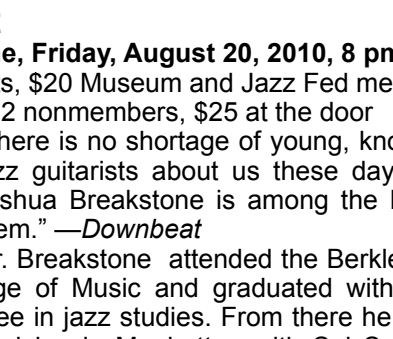 e, Friday, August 20, 2010, 8 pm
s, $20 Museum and Jazz Fed me
2 nonmembers, $25 at the door
here is no shortage of young, kno
zz guitarists about us these day
shua Breakstone is among the
em.” —Downbeat
r. Breakstone attended the Berkle
ge of Music and graduated with
ee in jazz studies. From there he